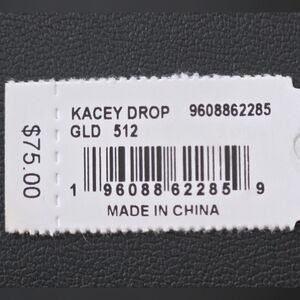 KACEY DROP 9608862285
GLD 512
1 96088 62285 9
MADE IN CHINA
$75.00